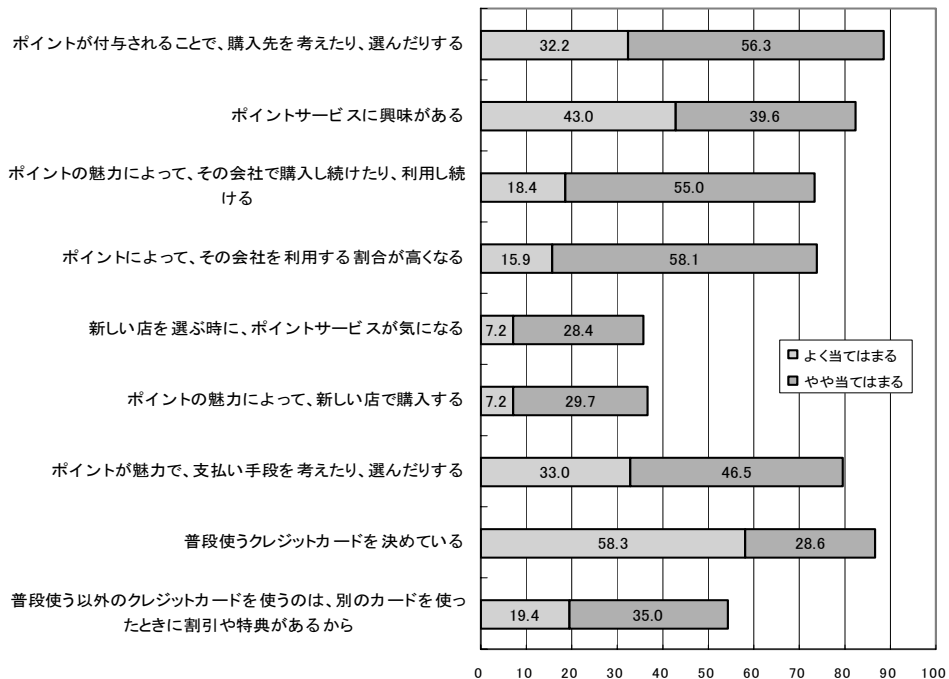 ポイントが付与されることで、購入先を考えたり、選んだりする
32.2
56.3
ポイントサービスに興味がある
43.0
39.6
ポイントの魅力によって、その会社で購入し続けたり、利用し続
ける
18.4
55.0
ポイントによって、その会社を利用する割合が高くなる
15.9
58.1
新しい店を選ぶ時に、ポイントサービスが気になる
7.2
28.4
ポイントの魅力によって、新しい店で購入する
7.2
29.7
ポイントが魅力で、支払い手段を考えたり、選んだりする
33.0
46.5
普段使うクレジットカードを決めている
58.3
28.6
普段使う以外のクレジットカードを使うのは、別のカードを使っ
たときに割引や特典があるから
19.4
35.0
よく当てはまる
やや当てはまる
0 10 20 30 40 50 60 70 80 90 100